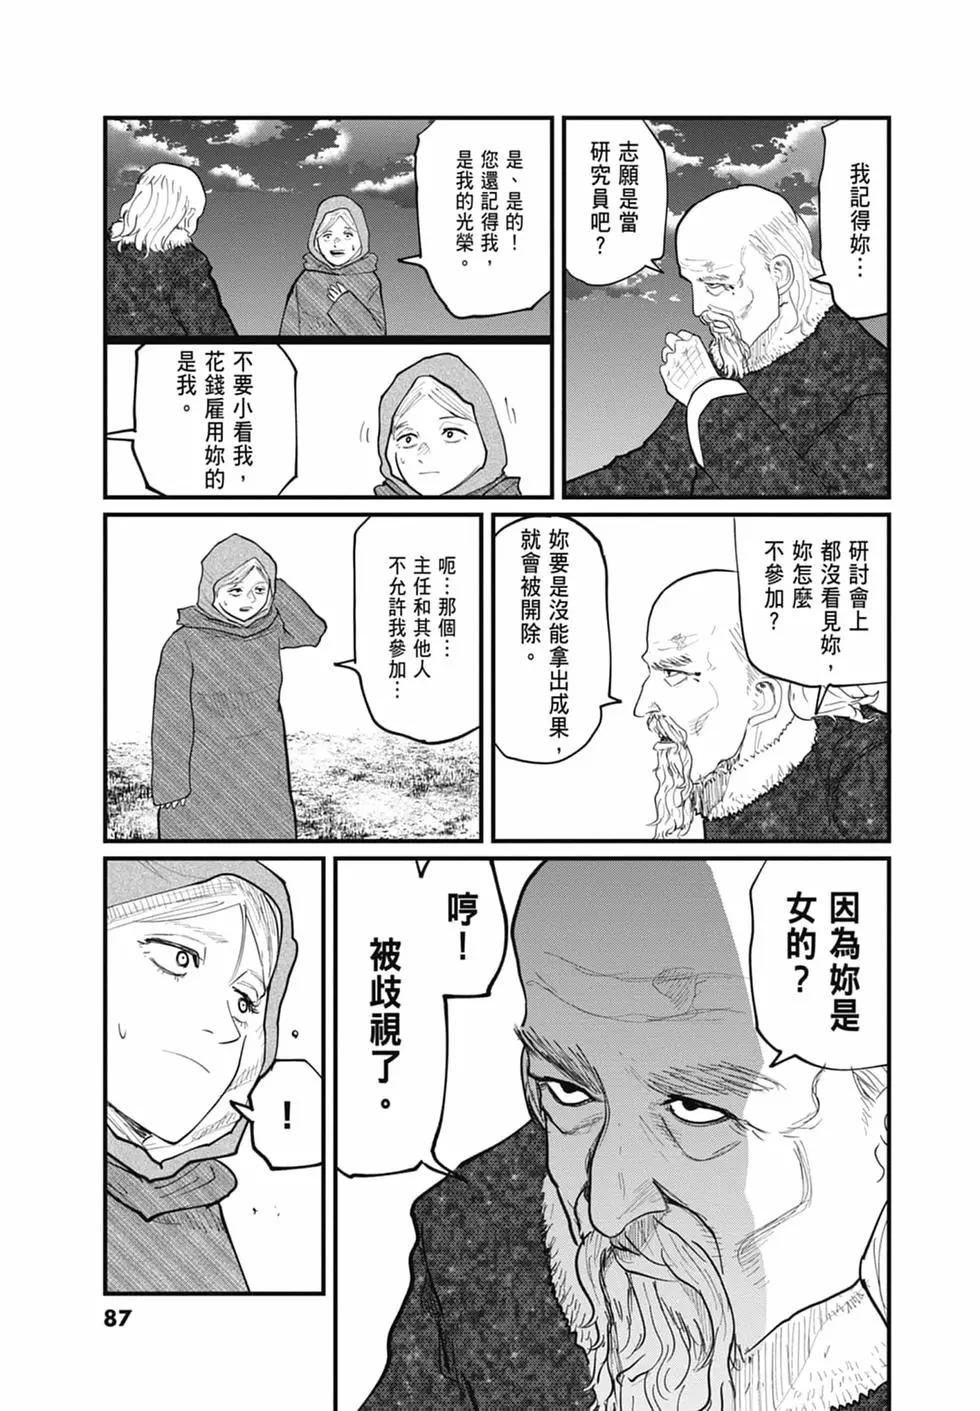 我記得妳…
志願是當
研究員吧？
是、是的！
您還記得我，
是我的光榮。
不要小看我，
花錢雇用妳的
是我。
研討會上
都沒看見妳，
妳怎麼
不參加？
妳要是沒能拿出成果，
就會被開除。
呃…那個…
主任和其他人
不允許我參加…
因為妳是
女的？
哼！
被歧視了。
！
87